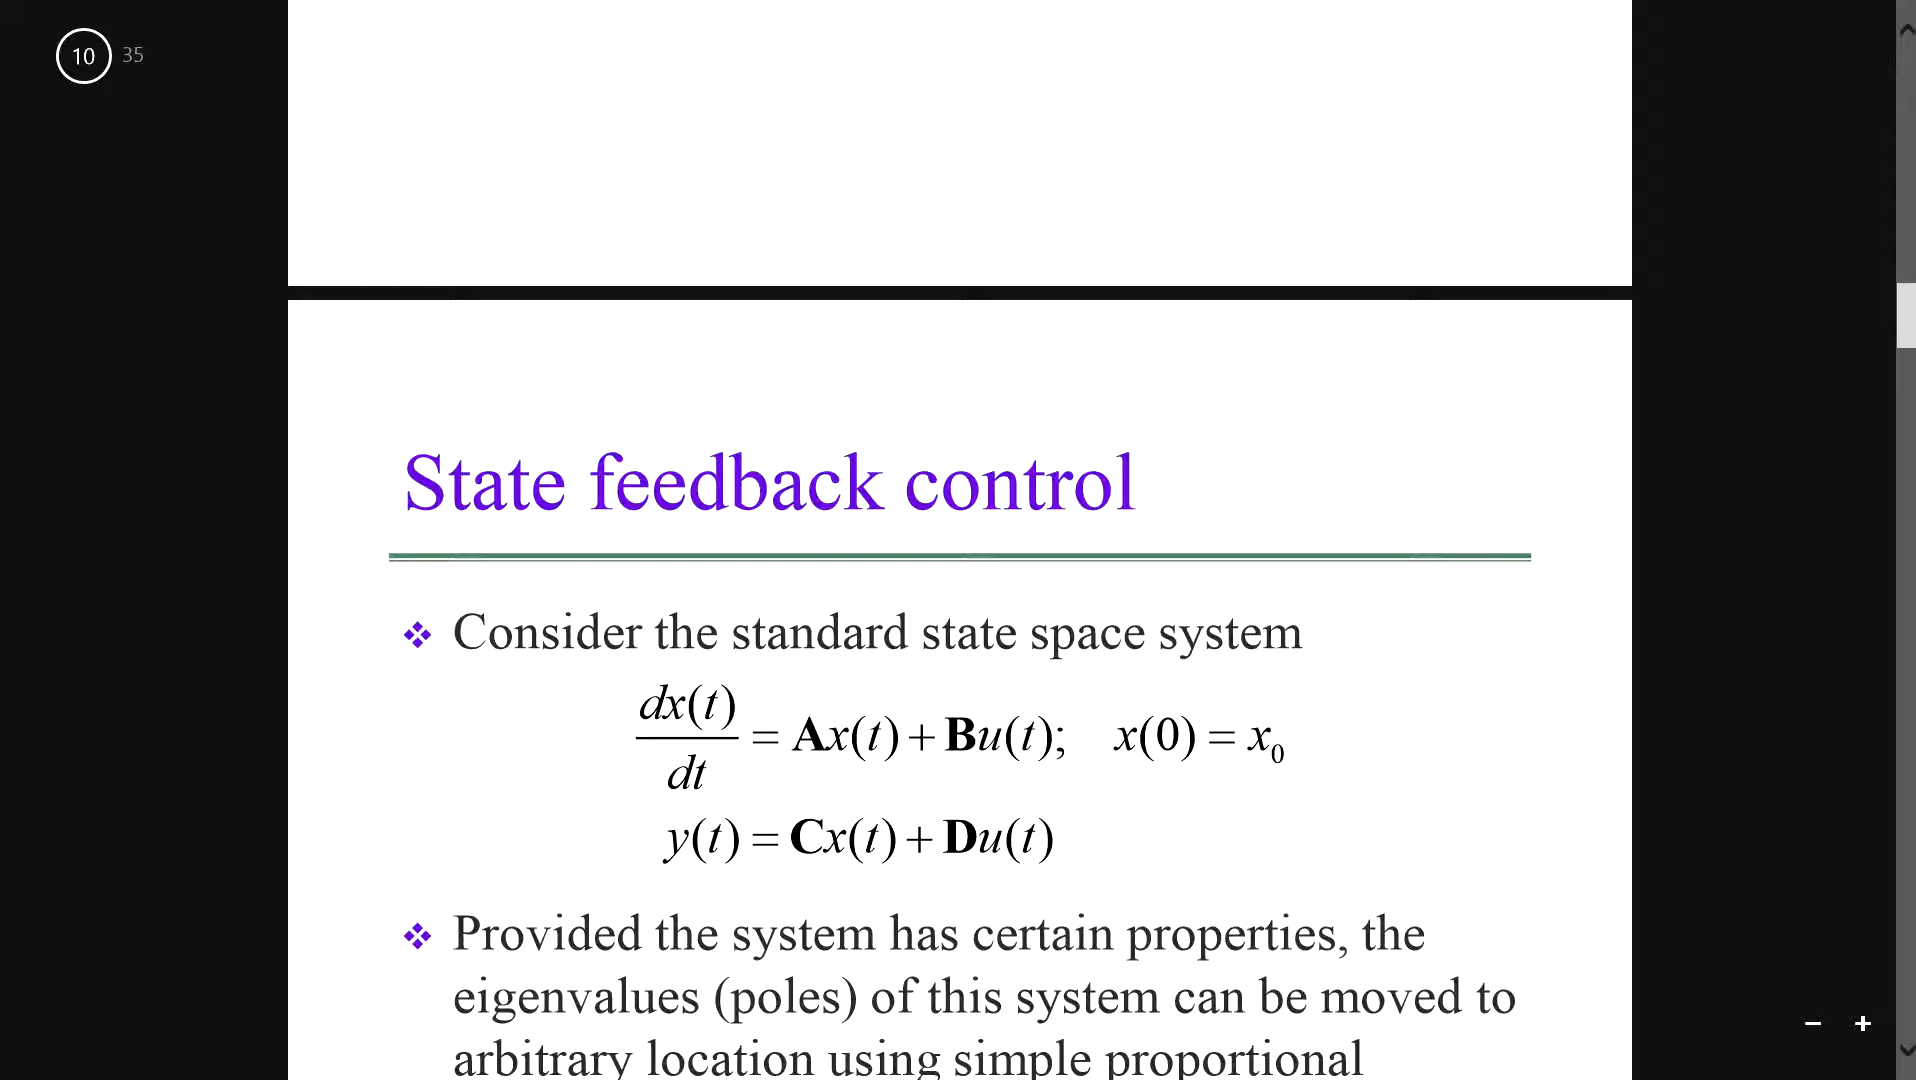 10 35
State feedback control
❖ Consider the standard state space system
dx(t)/dt = Ax(t) + Bu(t);   x(0) = x₀
y(t) = Cx(t) + Du(t)
❖ Provided the system has certain properties, the
eigenvalues (poles) of this system can be moved to
arbitrary location using simple proportional